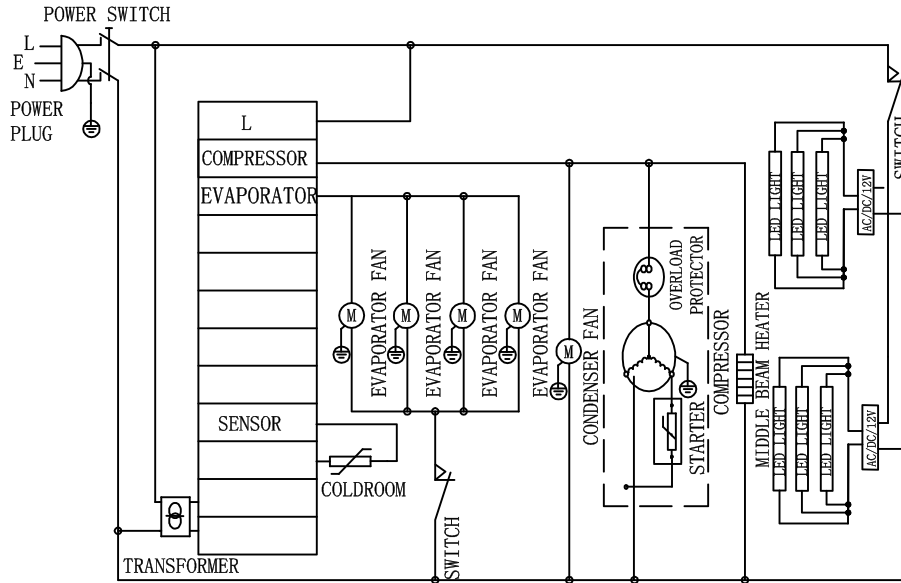 POWER SWITCH
L
E
N
POWER
PLUG
L
COMPRESSOR
EVAPORATOR
SENSOR
COLDROOM
TRANSFORMER
M
EVAPORATOR FAN
M
EVAPORATOR FAN
M
EVAPORATOR FAN
M
EVAPORATOR FAN
SWITCH
M
CONDENSER FAN
OVERLOAD
PROTECTOR
STARTER
COMPRESSOR
MIDDLE BEAM HEATER
LED LIGHT
LED LIGHT
LED LIGHT
AC/DC/12V
SWITCH
LED LIGHT
LED LIGHT
LED LIGHT
AC/DC/12V